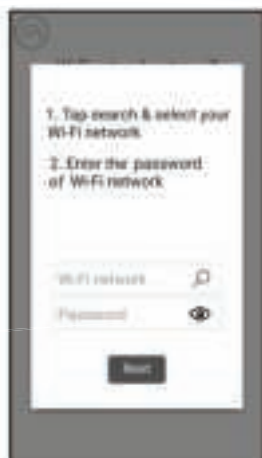 1. Tap search & select your
Wi-Fi network
2. Enter the password
of Wi-Fi network
Wi-Fi network
Password
Next